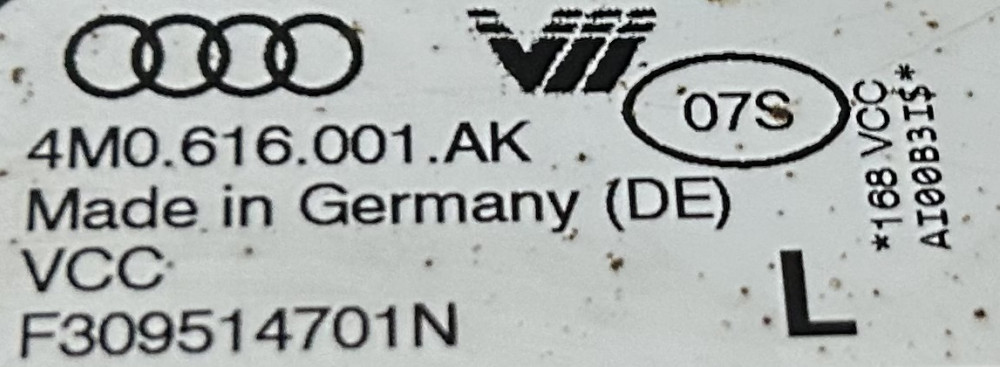 07S
4M0.616.001.AK
Made in Germany (DE)
VCC
F309514701N
L
*168 VCC
AI00B3I$*